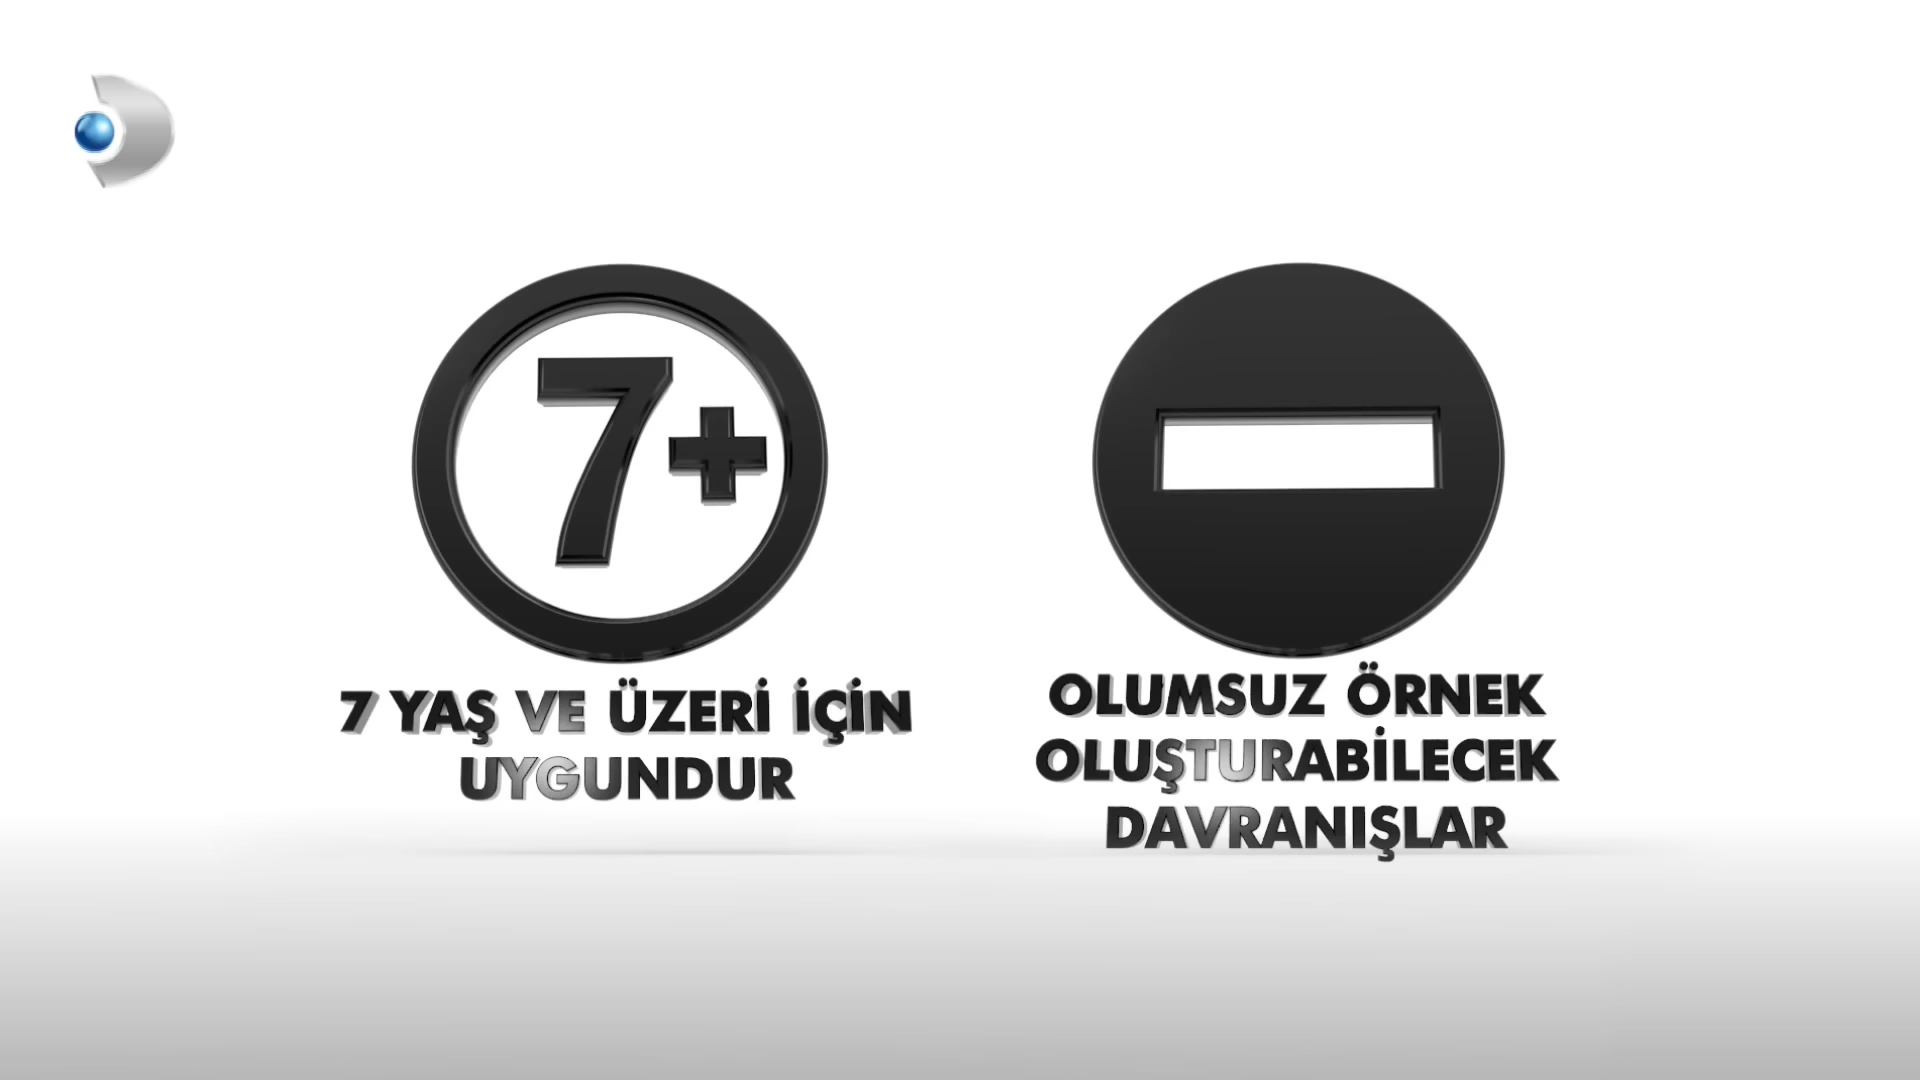 7+
7 YAŞ VE ÜZERİ İÇİN
UYGUNDUR
OLUMSUZ ÖRNEK
OLUŞTURABİLECEK
DAVRANIŞLAR